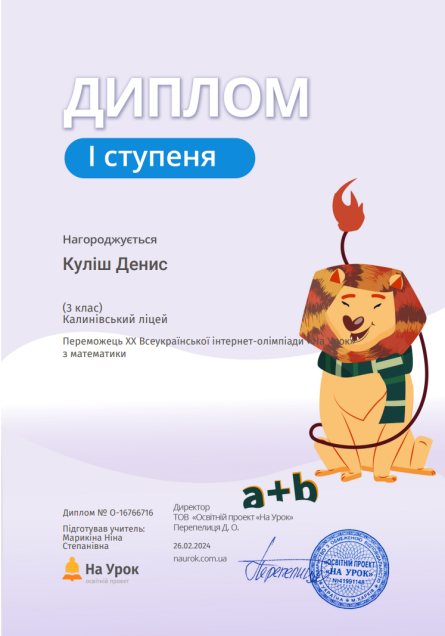 ДИПЛОМ
I ступеня
Нагороджується
Куліш Денис
(3 клас)
Калинівський ліцей
Переможець XX Всеукраїнської інтернет-олімпіади «На Урок»
з математики
a+b
Диплом № О-16766716
Підготував учитель:
Марикіна Ніна
Степанівна
На Урок
освітній проект
Директор
ТОВ «Освітній проект «На Урок»
Перепелиця Д. О.
26.02.2024
naurok.com.ua
«ОСВІТНІЙ ПРОЕКТ
«НА УРОК»